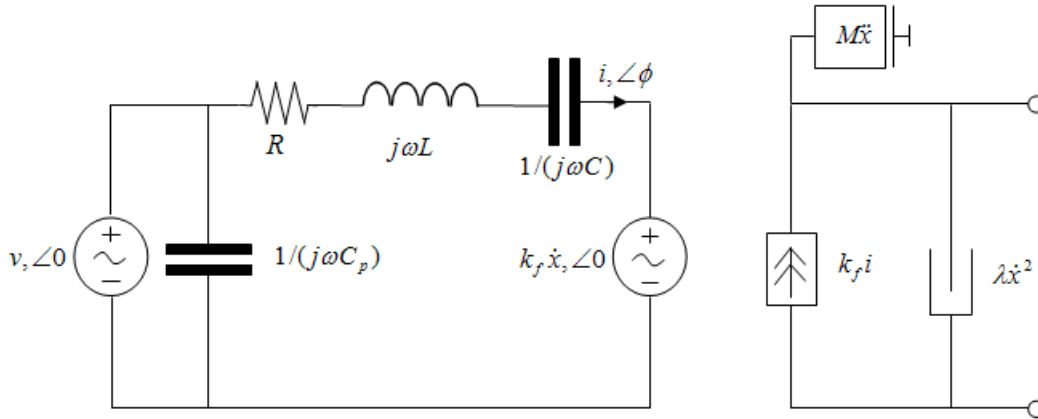 Mẍ
i,∠ϕ
R
jωL
1/(jωC)
+
v,∠0
−
1/(jωC_p)
+
k_f ẋ,∠0
−
k_f i
λẋ²